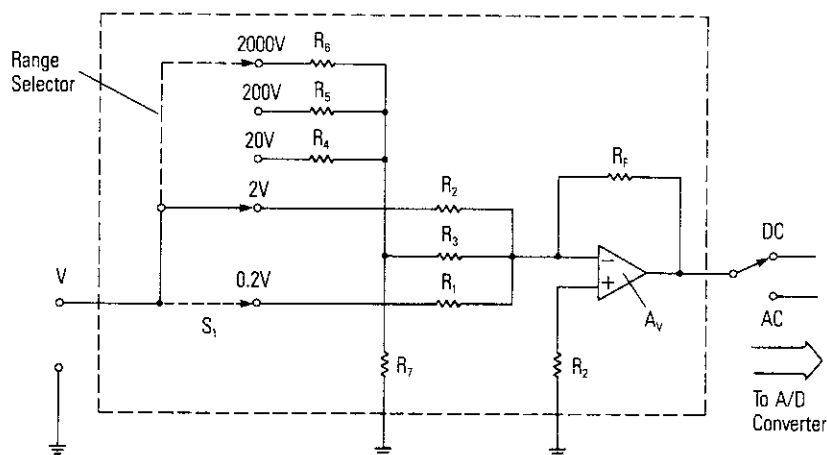 2000V
R6
Range
Selector
200V
R5
20V
R4
RF
2V
R2
R3
DC
V
0.2V
R1
AV
AC
S1
R7
R2
To A/D
Converter